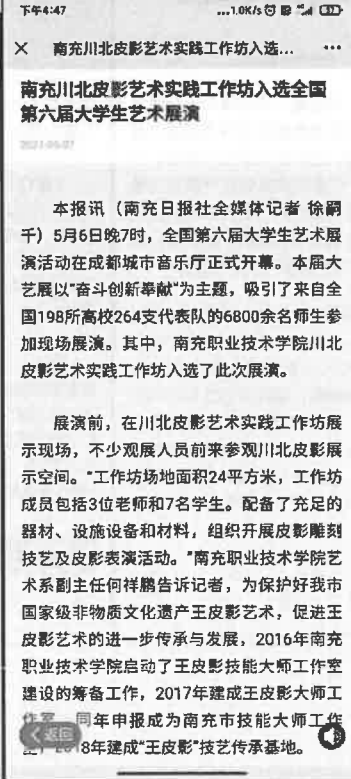 下午4:47
...1.0K/s
南充川北皮影艺术实践工作坊入选...
南充川北皮影艺术实践工作坊入选全国
第六届大学生艺术展演
本报讯（南充日报社全媒体记者 徐嗣
千）5月6日晚7时，全国第六届大学生艺术展
演活动在成都城市音乐厅正式开幕。本届大
艺展以"奋斗创新奉献"为主题，吸引了来自全
国198所高校264支代表队的6800余名师生参
加现场展演。其中，南充职业技术学院川北
皮影艺术实践工作坊入选了此次展演。
展演前，在川北皮影艺术实践工作坊展
示现场，不少观展人员前来参观川北皮影展
示空间。"工作坊场地面积24平方米，工作坊
成员包括3位老师和7名学生。配备了充足的
器材、设施设备和材料，组织开展皮影雕刻
技艺及皮影表演活动。"南充职业技术学院艺
术系副主任何祥鹏告诉记者，为保护好我市
国家级非物质文化遗产王皮影艺术，促进王
皮影艺术的进一步传承与发展，2016年南充
职业技术学院启动了王皮影技能大师工作室
建设的筹备工作，2017年建成王皮影大师工
作室，同年申报成为南充市技能大师工作
返回
室，2018年建成"王皮影"技艺传承基地。